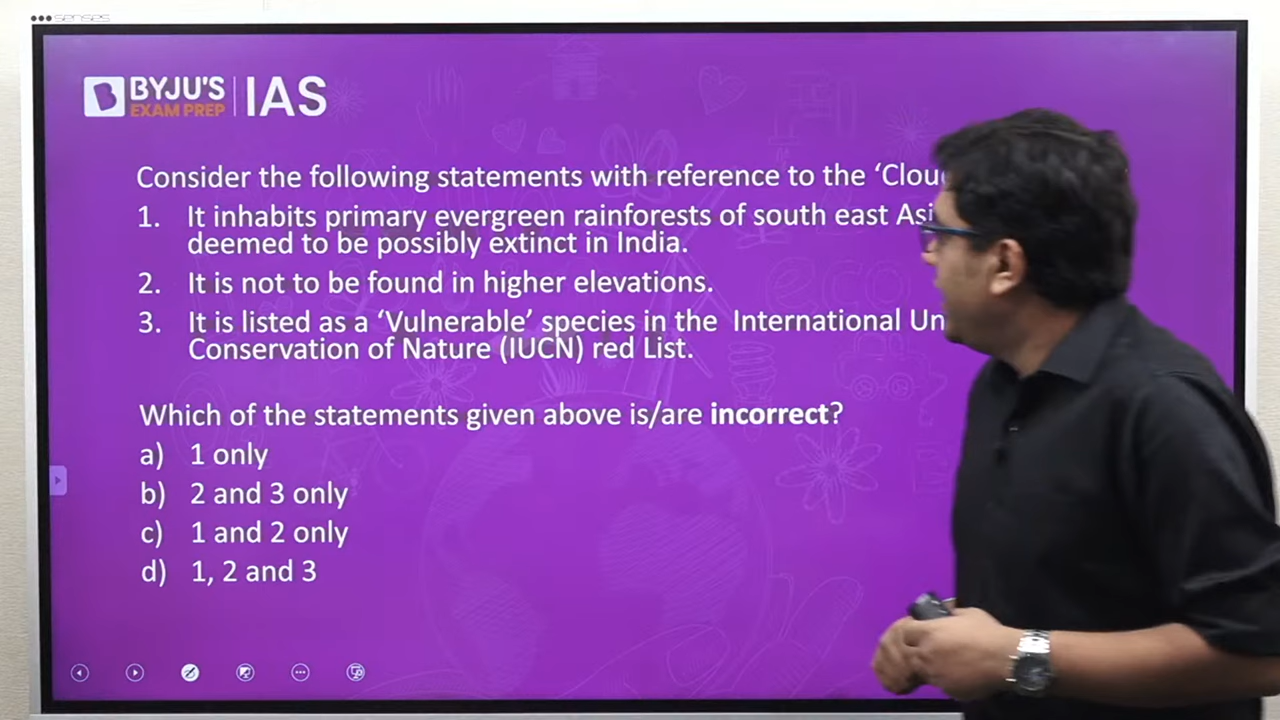 senses
BYJU'S
EXAM PREP
IAS
Consider the following statements with reference to the
1. It inhabits primary evergreen rainforests of south east
deemed to be possibly extinct in India.
2. It is not to be found in higher elevations.
3. It is listed as a ‘Vulnerable’ species in the International
Conservation of Nature (IUCN) red List.
Which of the statements given above is/are incorrect?
a) 1 only
b) 2 and 3 only
c) 1 and 2 only
d) 1, 2 and 3
eco